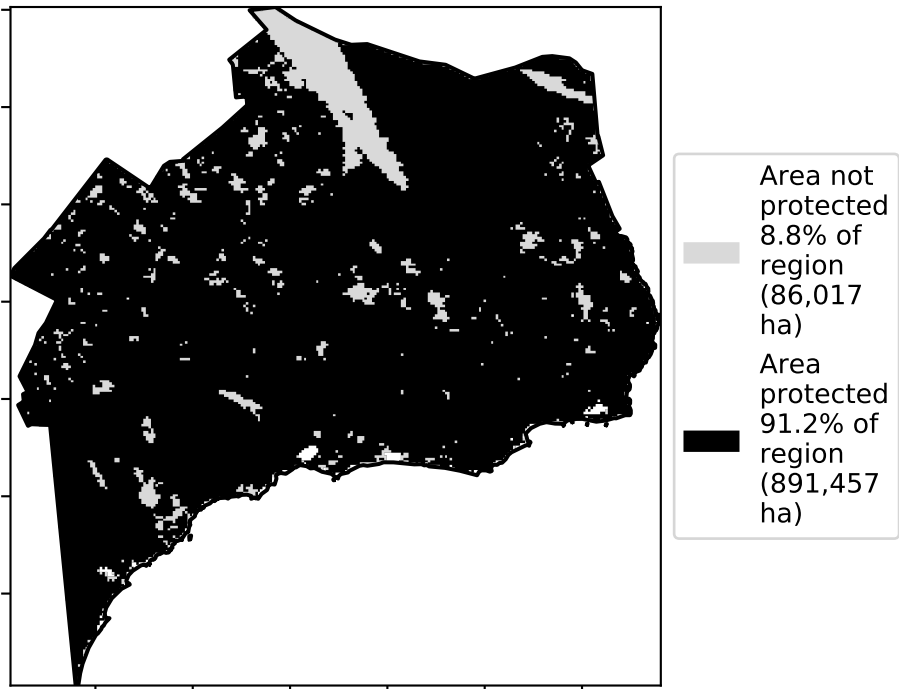 Area not
protected
8.8% of
region
(86,017
ha)
Area
protected
91.2% of
region
(891,457
ha)